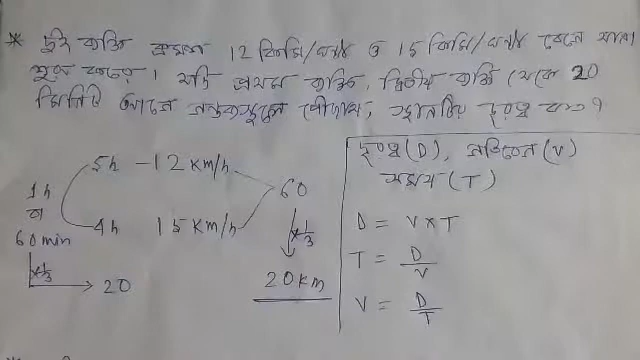 * দুই ব্যক্তি ক্রমশ 12 কিমি/ঘন্টা ও 15 কিমি/ঘন্টা বেগে যাত্রা
শুরু করে। যদি প্রথম ব্যক্তি, দ্বিতীয় ব্যক্তি থেকে 20
মিনিট আগে গন্তব্যস্থলে পৌঁছায়, স্থানটির দূরত্ব কত?
দূরত্ব (D), গতিবেগ (V)
সময় (T)
5h - 12 KM/h
60
1h
বা
60 min
4h 15 KM/h
× 1/3
20 KM
× 1/3
20
D = V × T
T = D/V
V = D/T